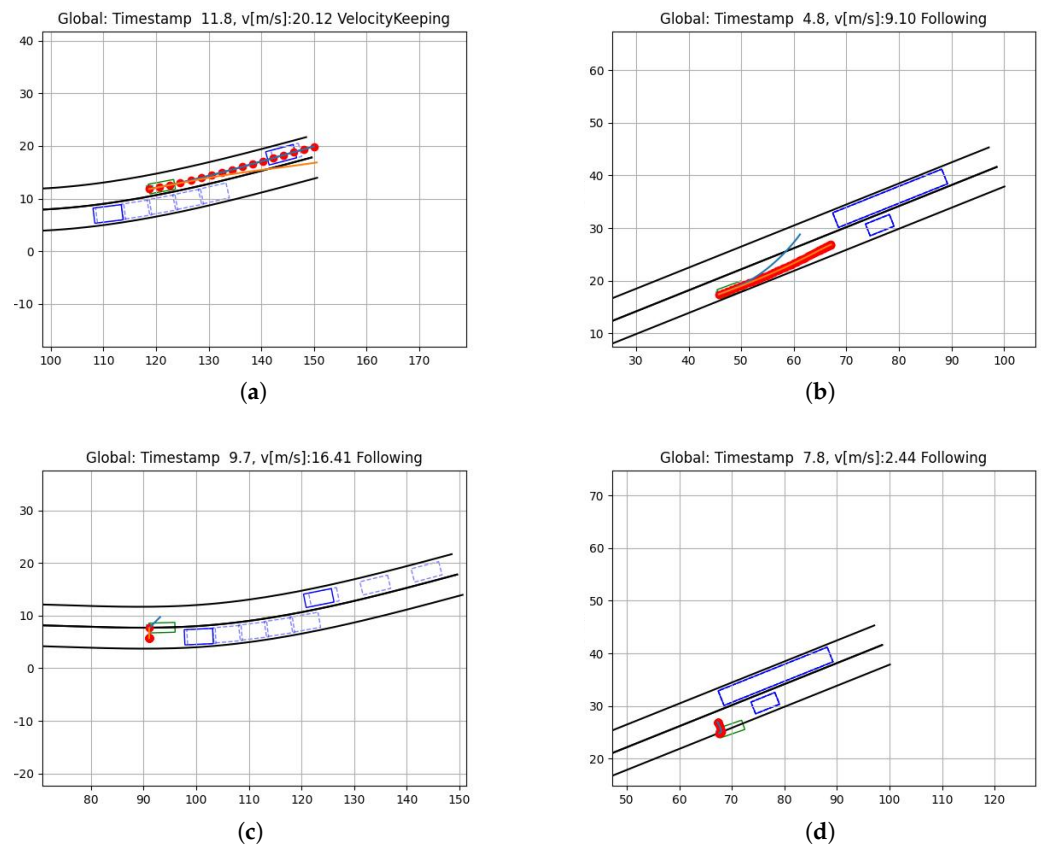 Global: Timestamp  11.8, v[m/s]:20.12 VelocityKeeping
40
30
20
10
0
-10
100 110 120 130 140 150 160 170
(a)
Global: Timestamp  4.8, v[m/s]:9.10 Following
60
50
40
30
20
10
30 40 50 60 70 80 90 100
(b)
Global: Timestamp  9.7, v[m/s]:16.41 Following
30
20
10
0
-10
-20
80 90 100 110 120 130 140 150
(c)
Global: Timestamp  7.8, v[m/s]:2.44 Following
70
60
50
40
30
20
50 60 70 80 90 100 110 120
(d)